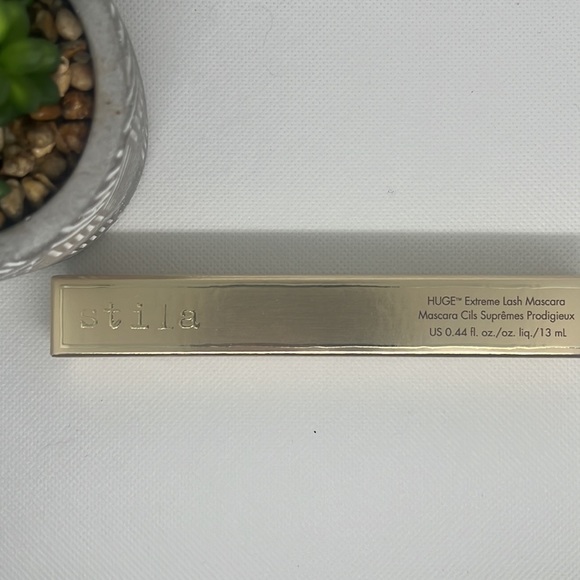 stila
HUGE™ Extreme Lash Mascara
Mascara Cils Suprêmes Prodigieux
US 0.44 fl. oz./oz. liq./13 mL